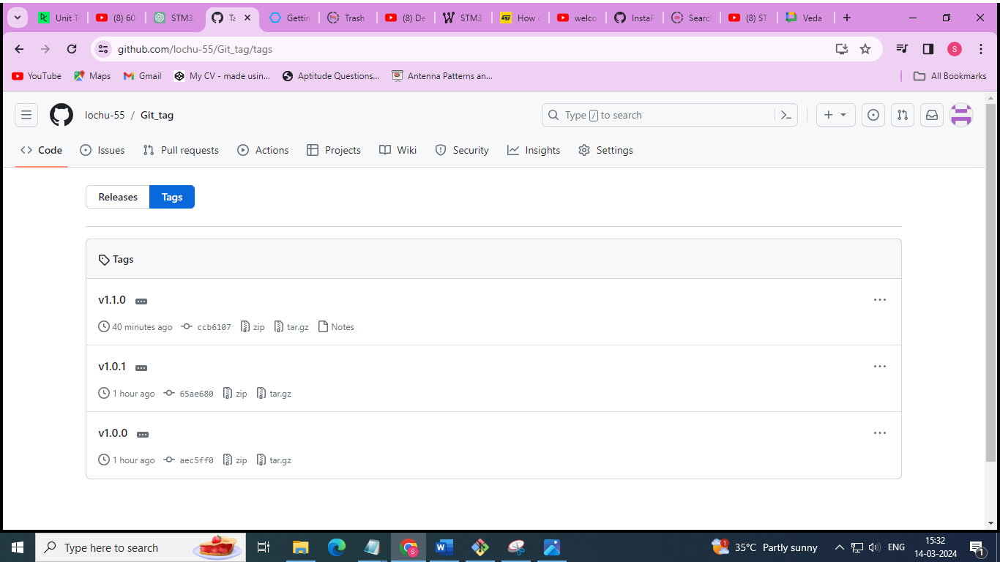 Unit T
(8) 60
STM3
Ta
Gettin
Trash
(8) De
STM3
How c
welco
InstaP
Searc
(8) ST
Veda
github.com/lochu-55/Git_tag/tags
S
YouTube
Maps
Gmail
My CV - made usin...
Aptitude Questions...
Antenna Patterns an...
All Bookmarks
lochu-55 / Git_tag
Type / to search
Code
Issues
Pull requests
Actions
Projects
Wiki
Security
Insights
Settings
Releases
Tags
Tags
v1.1.0
40 minutes ago ccb6107 zip tar.gz Notes
v1.0.1
1 hour ago 65ae680 zip tar.gz
v1.0.0
1 hour ago aec5ff0 zip tar.gz
Type here to search
35°C Partly sunny
ENG
15:32
14-03-2024
1